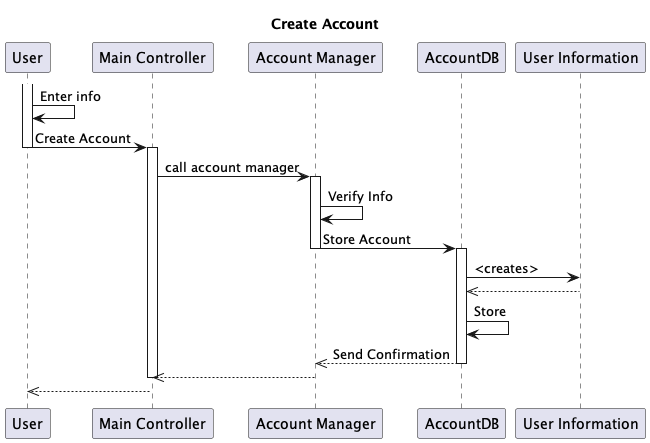 Create Account
User
Main Controller
Account Manager
AccountDB
User Information
Enter info
Create Account
call account manager
Verify Info
Store Account
<creates>
Store
Send Confirmation
User
Main Controller
Account Manager
AccountDB
User Information